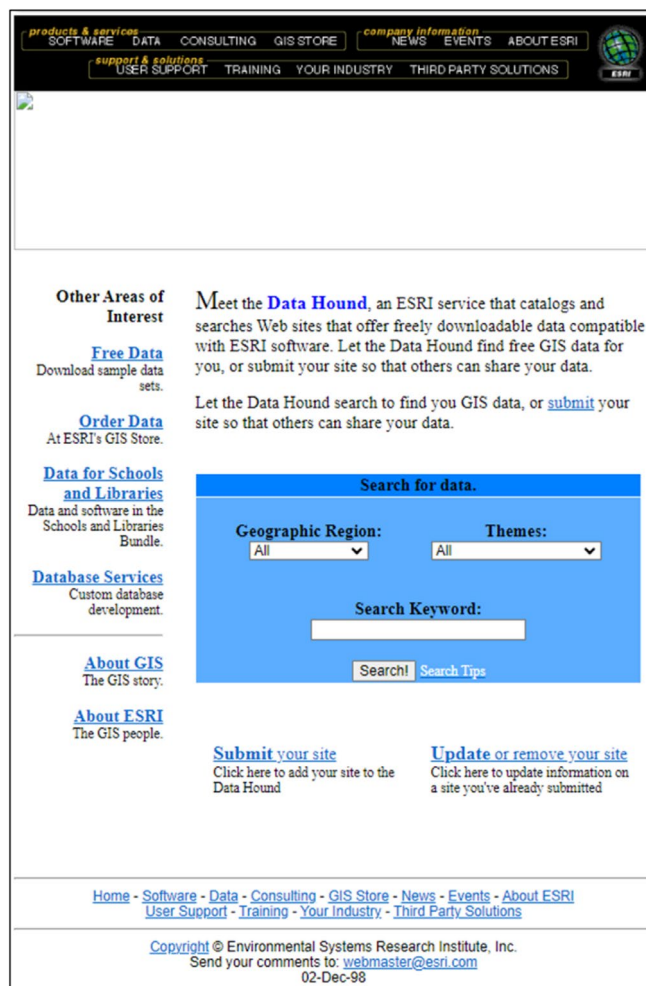 products & services
SOFTWARE DATA CONSULTING GIS STORE
company information
NEWS EVENTS ABOUT ESRI
support & solutions
USER SUPPORT TRAINING YOUR INDUSTRY THIRD PARTY SOLUTIONS
ESRI
Other Areas of
Interest
Free Data
Download sample data
sets.
Order Data
At ESRI's GIS Store.
Data for Schools
and Libraries
Data and software in the
Schools and Libraries
Bundle.
Database Services
Custom database
development.
About GIS
The GIS story.
About ESRI
The GIS people.
Meet the Data Hound, an ESRI service that catalogs and
searches Web sites that offer freely downloadable data compatible
with ESRI software. Let the Data Hound find free GIS data for
you, or submit your site so that others can share your data.
Let the Data Hound search to find you GIS data, or submit your
site so that others can share your data.
Search for data.
Geographic Region:
All
Themes:
All
Search Keyword:
Search! Search Tips
Submit your site
Click here to add your site to the
Data Hound
Update or remove your site
Click here to update information on
a site you've already submitted
Home - Software - Data - Consulting - GIS Store - News - Events - About ESRI
User Support - Training - Your Industry - Third Party Solutions
Copyright © Environmental Systems Research Institute, Inc.
Send your comments to: webmaster@esri.com
02-Dec-98